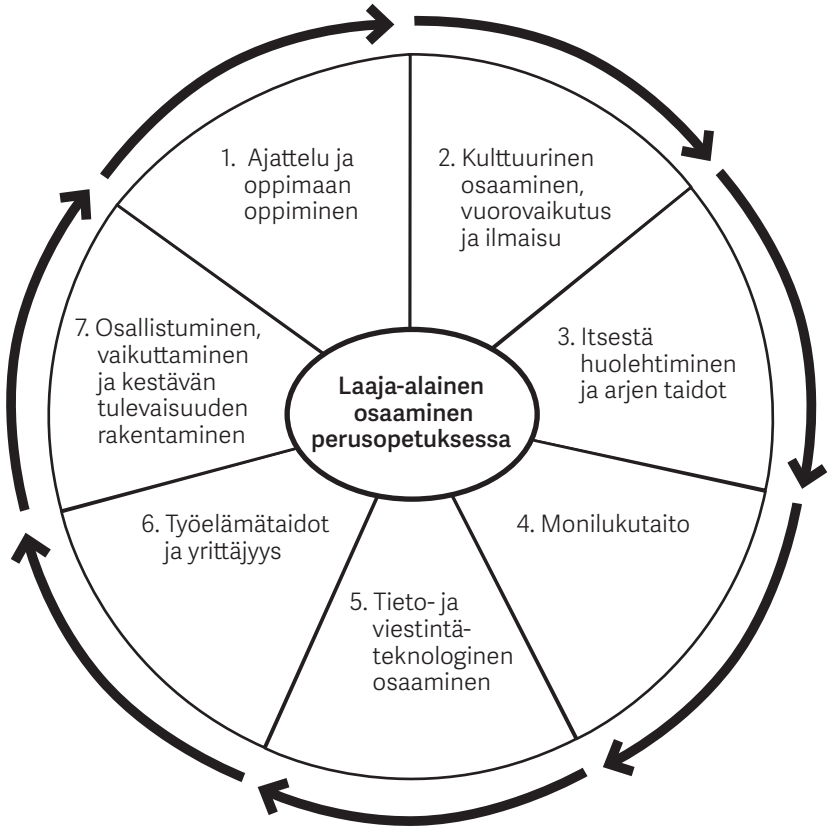 1. Ajattelu ja
oppimaan
oppiminen
2. Kulttuurinen
osaaminen,
vuorovaikutus
ja ilmaisu
3. Itsestä
huolehtiminen
ja arjen taidot
4. Monilukutaito
5. Tieto- ja
viestintä-
teknologinen
osaaminen
6. Työelämätaidot
ja yrittäjyys
7. Osallistuminen,
vaikuttaminen
ja kestävän
tulevaisuuden
rakentaminen
Laaja-alainen
osaaminen
perusopetuksessa